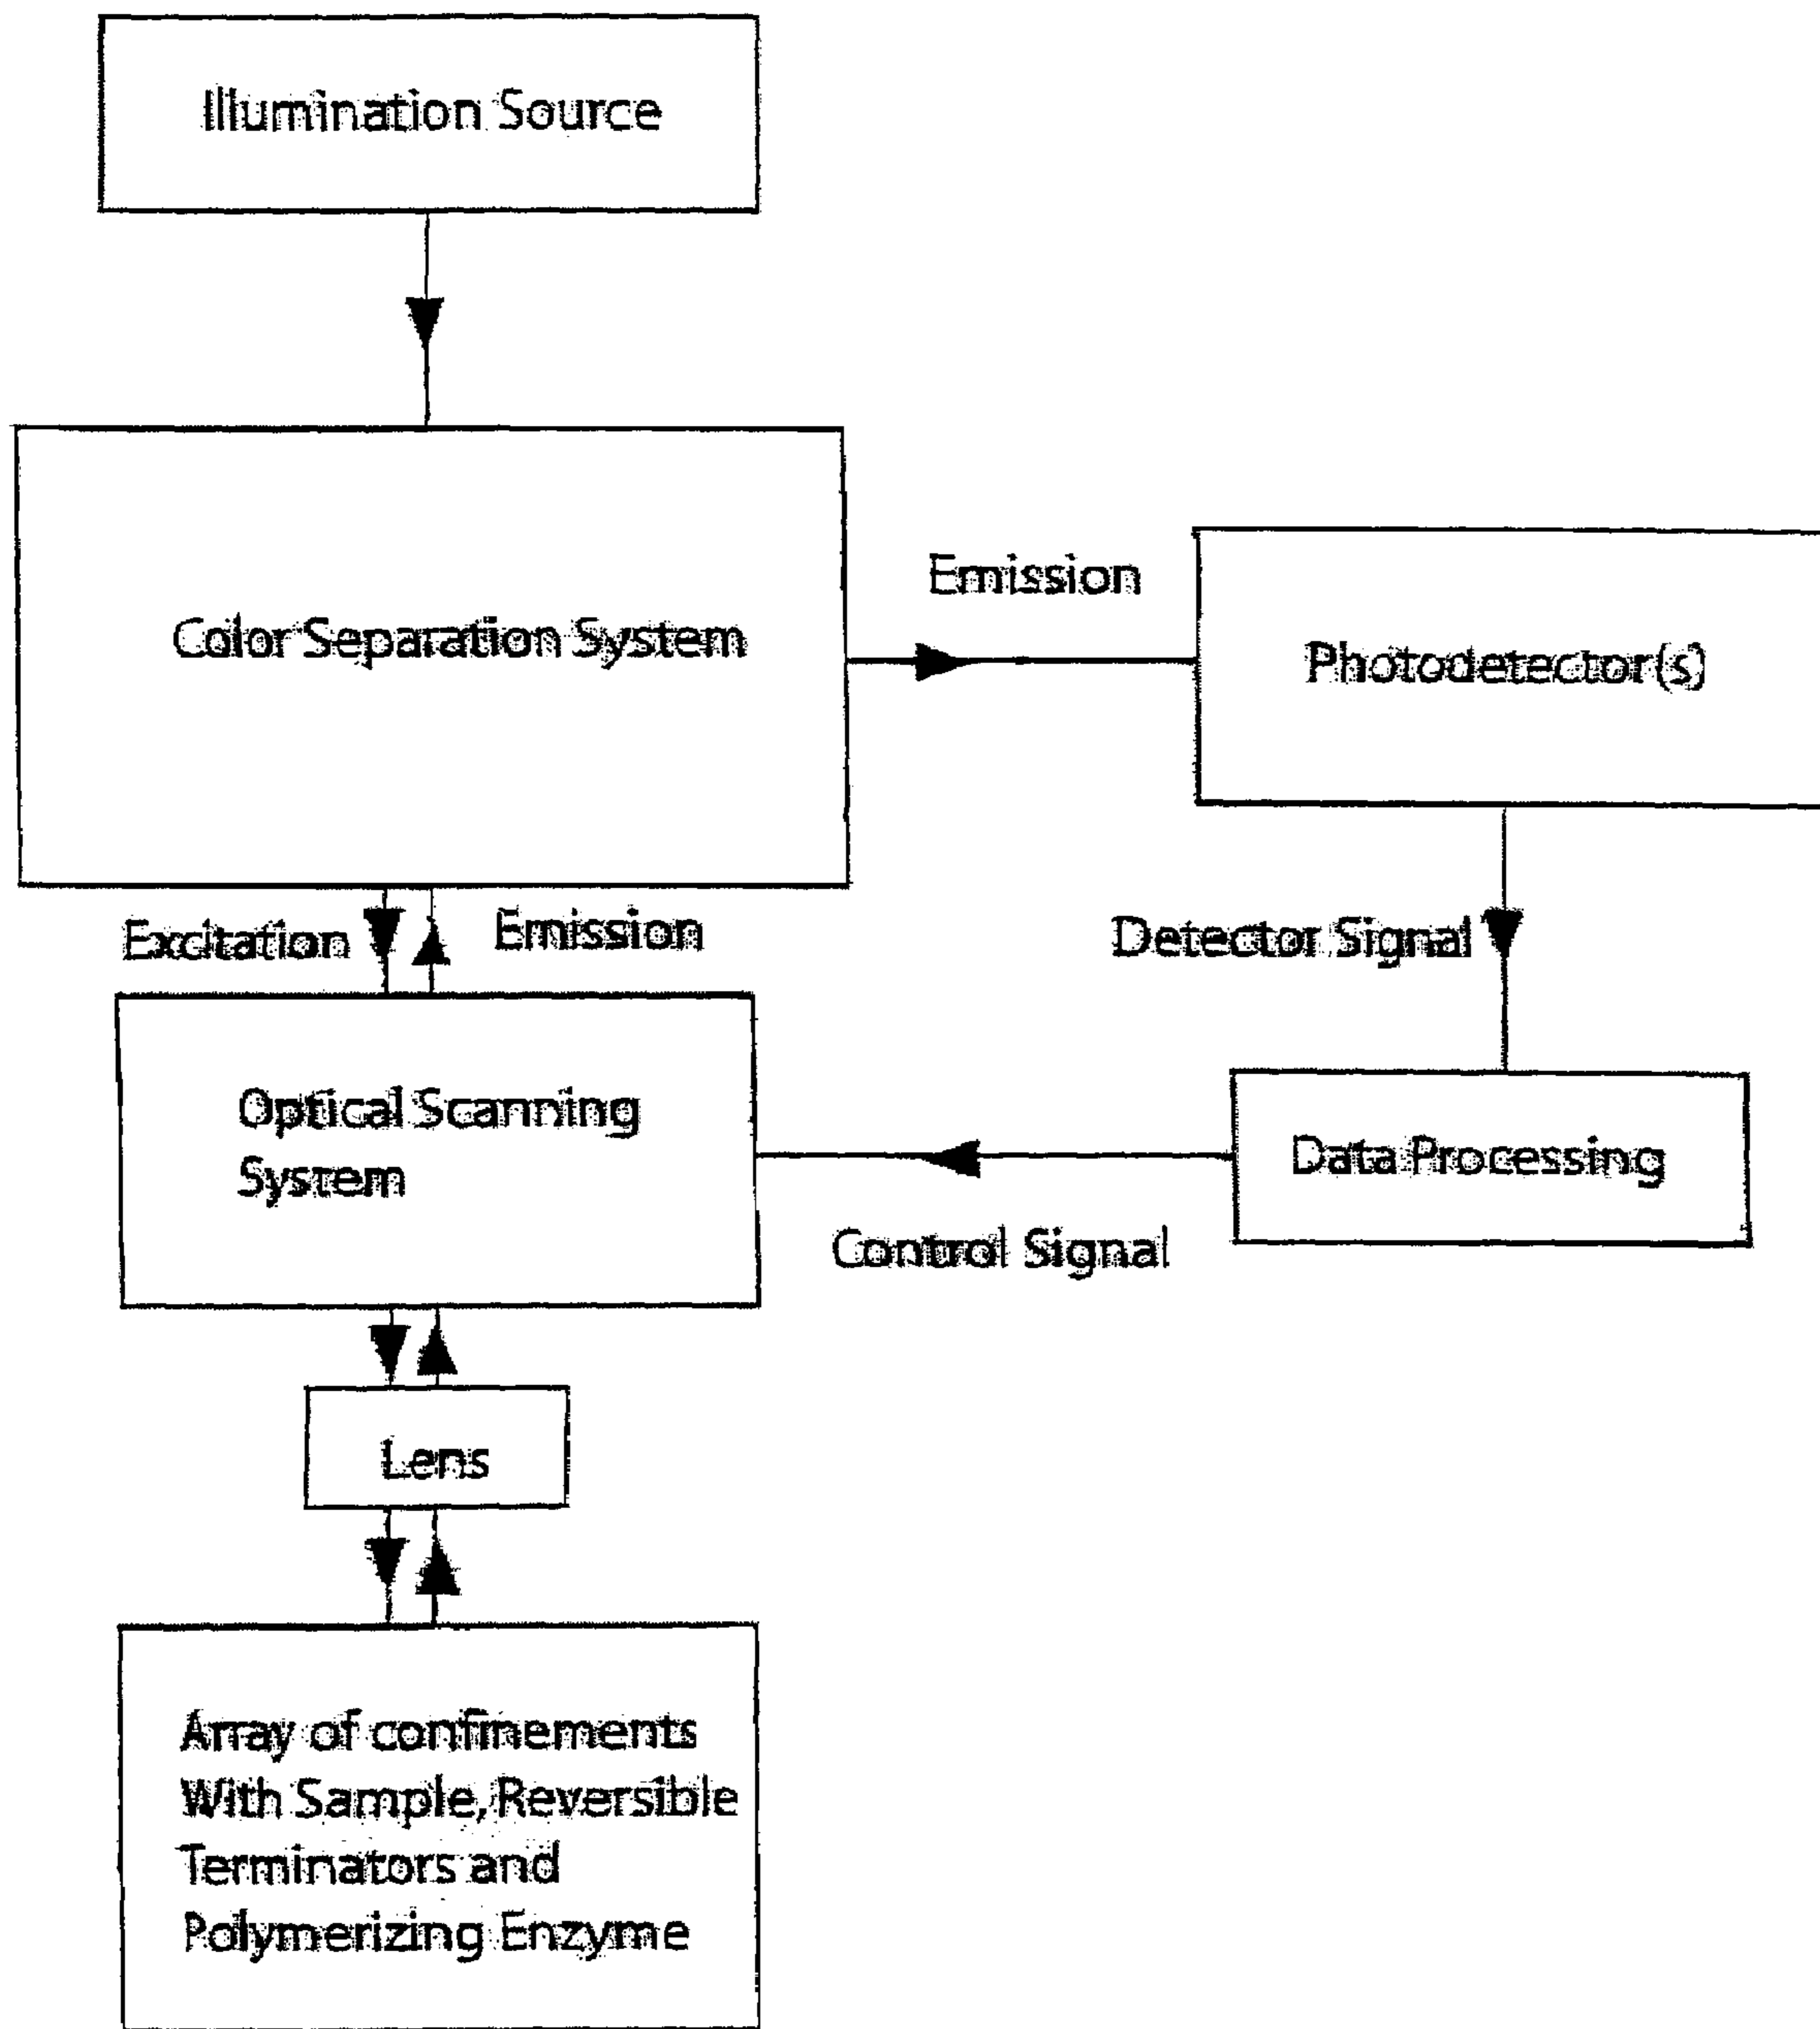 Illumination Source
Color Separation System
Emission
Photodetector(s)
Excitation
Emission
Detector Signal
Optical Scanning
System
Data Processing
Control Signal
Lens
Array of confinements
With Sample, Reversible
Terminators and
Polymerizing Enzyme